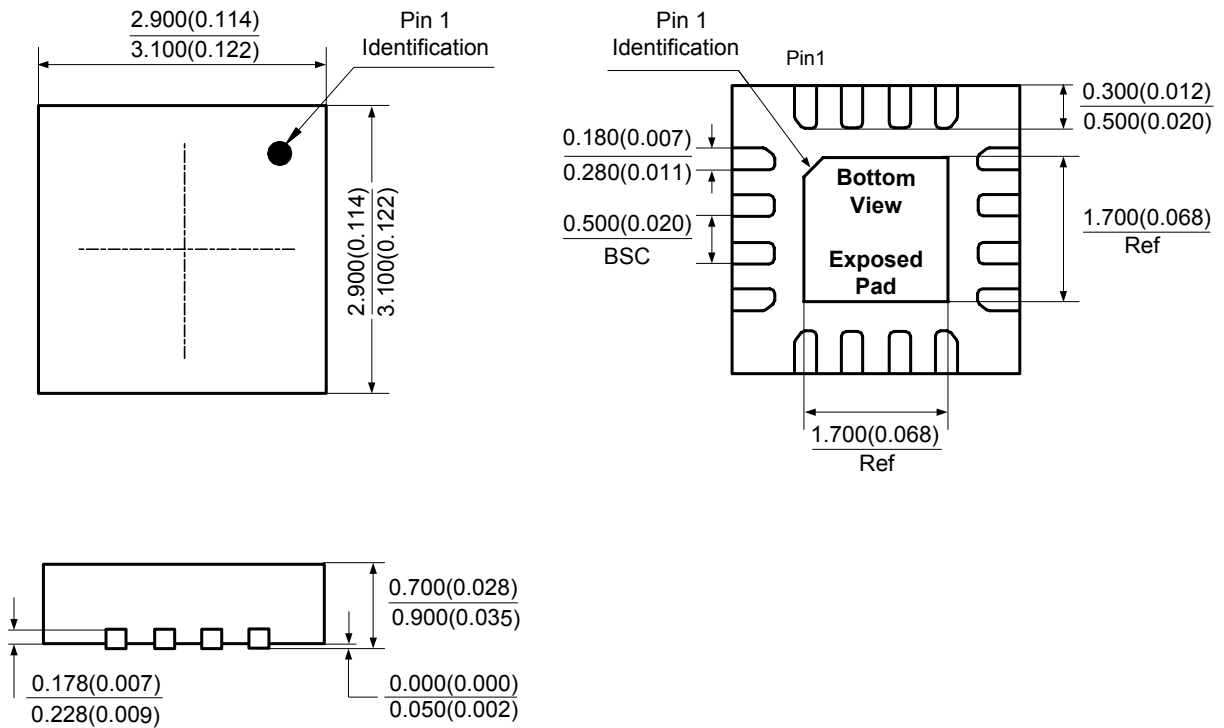 2.900(0.114)
3.100(0.122)
Pin 1
Identification
2.900(0.114)
3.100(0.122)
Pin 1
Identification
Pin1
0.300(0.012)
0.500(0.020)
0.180(0.007)
0.280(0.011)
0.500(0.020)
BSC
Bottom
View
Exposed
Pad
1.700(0.068)
Ref
1.700(0.068)
Ref
0.700(0.028)
0.900(0.035)
0.178(0.007)
0.228(0.009)
0.000(0.000)
0.050(0.002)